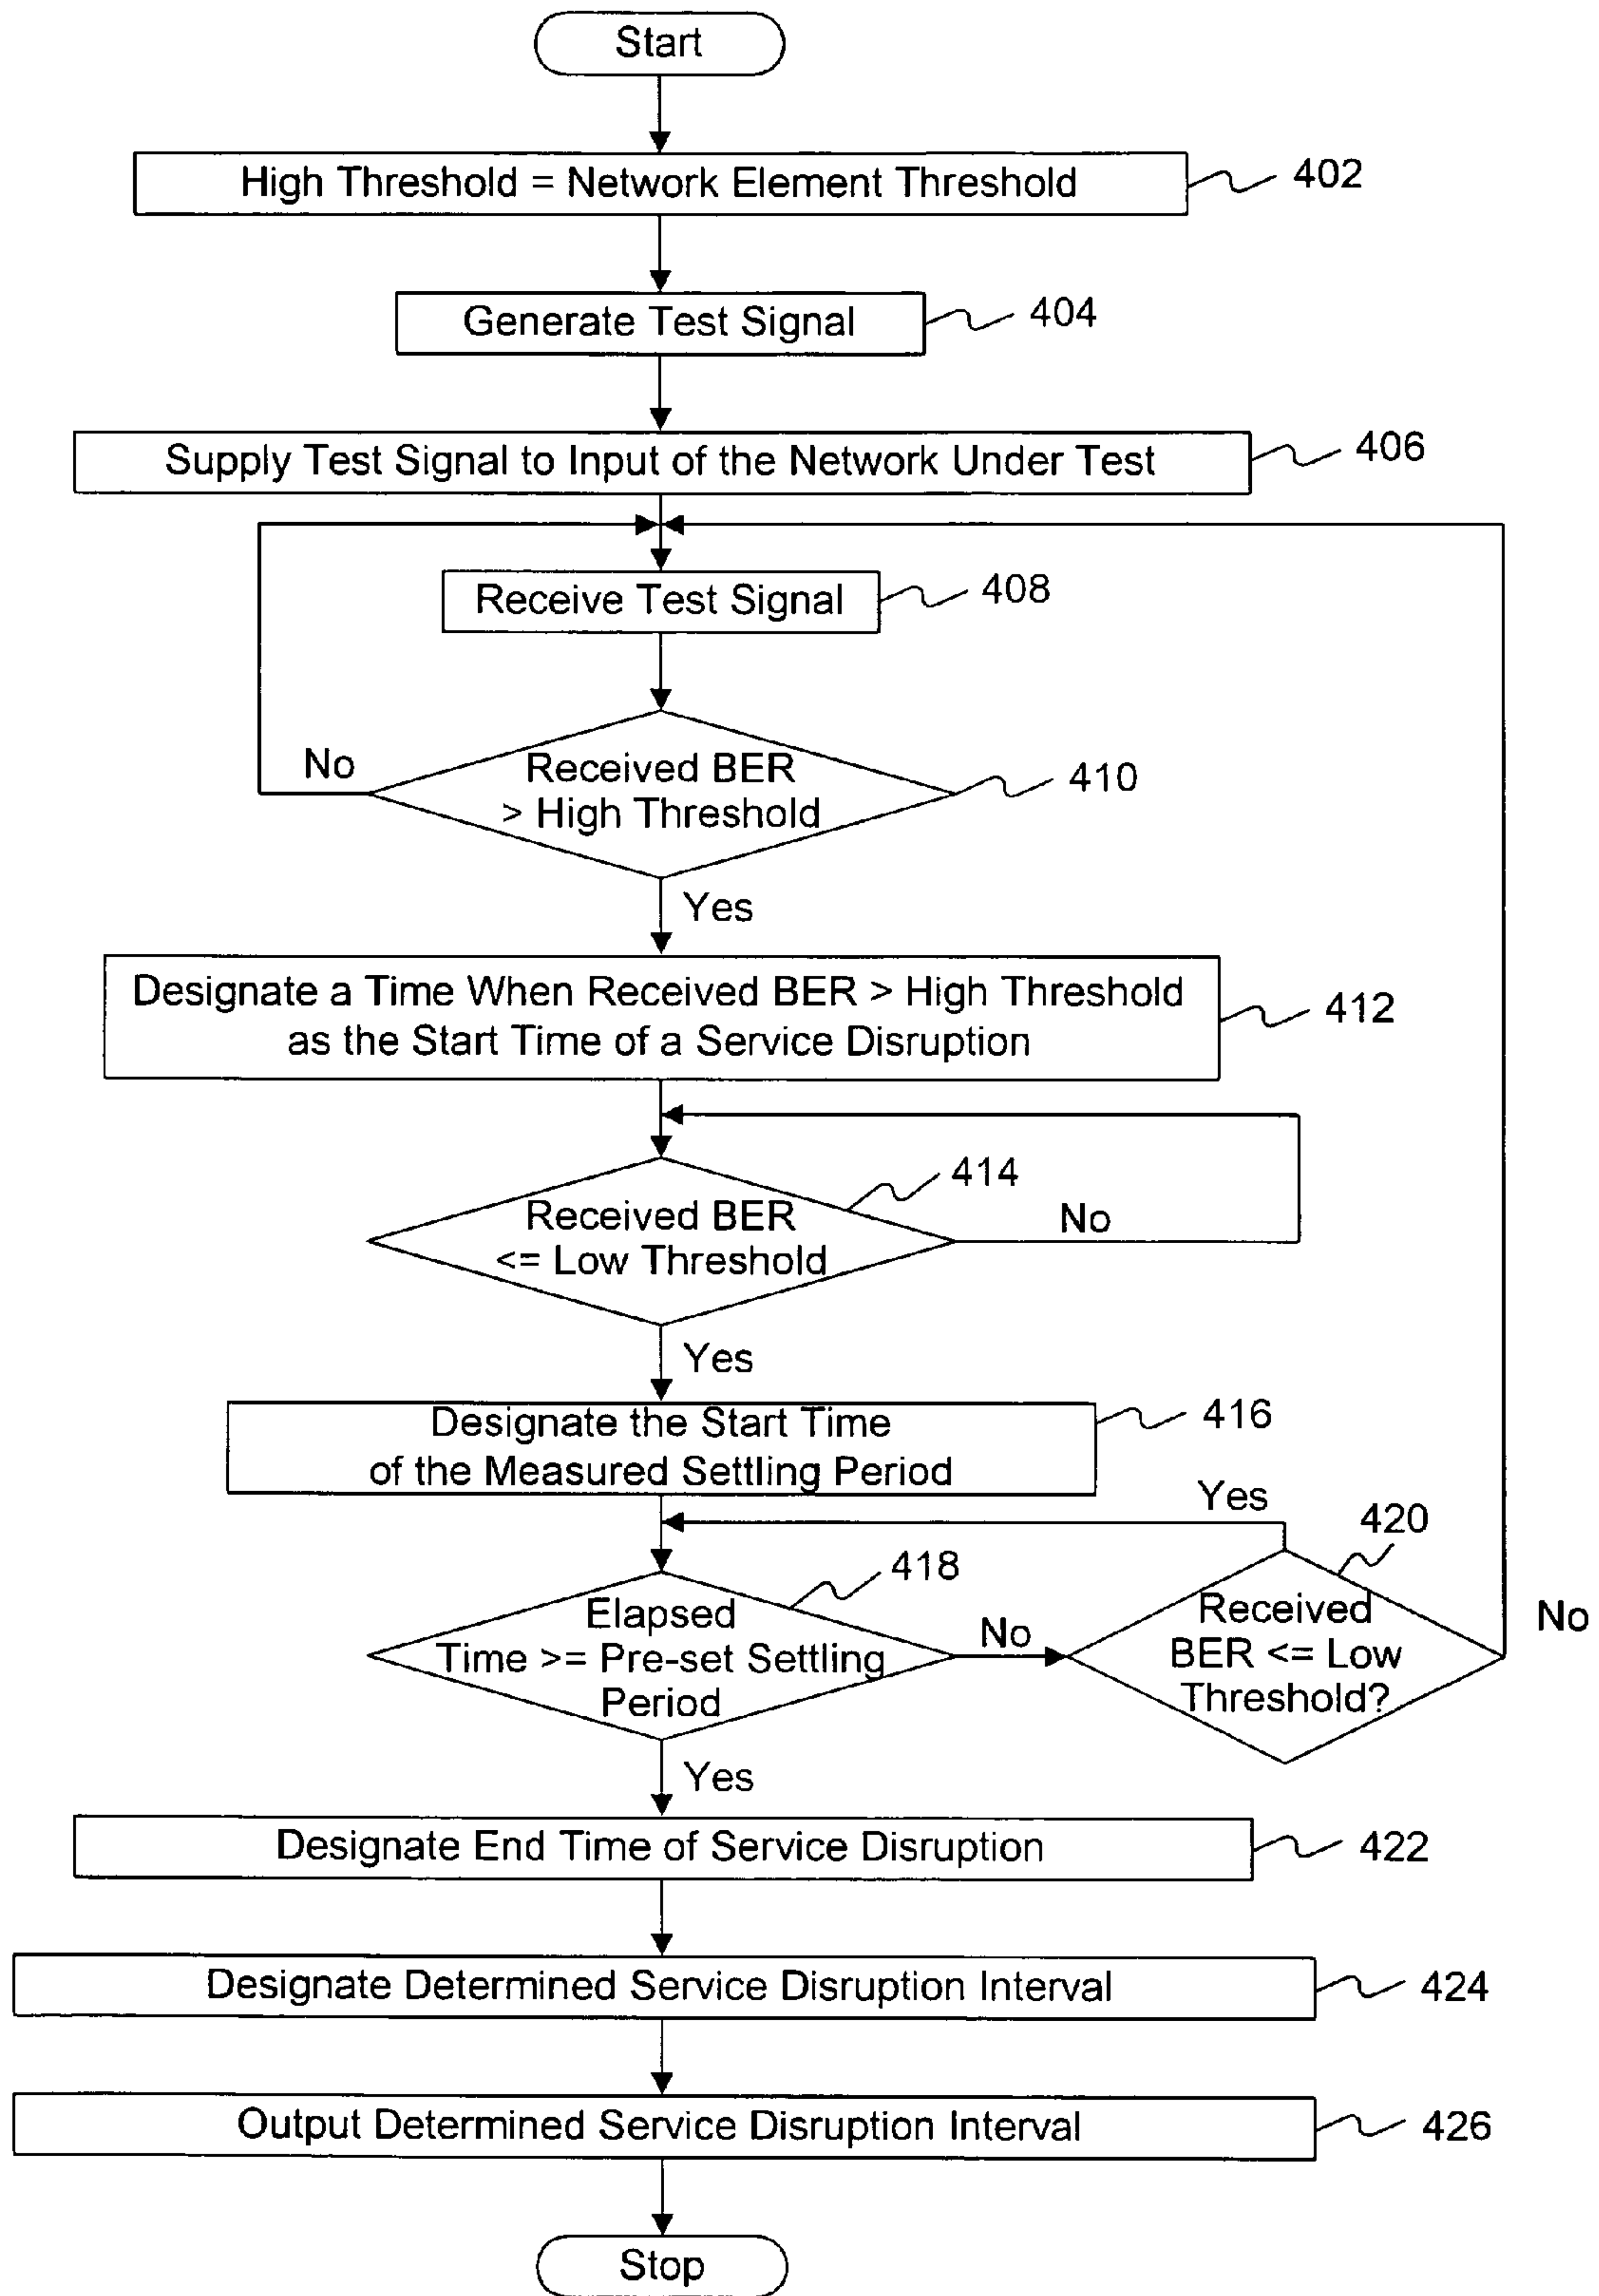 Start
High Threshold = Network Element Threshold
402
Generate Test Signal
404
Supply Test Signal to Input of the Network Under Test
406
Receive Test Signal
408
No
Received BER
> High Threshold
410
Yes
Designate a Time When Received BER > High Threshold
as the Start Time of a Service Disruption
412
414
Received BER
<= Low Threshold
No
Yes
Designate the Start Time
of the Measured Settling Period
416
Yes
420
418
Elapsed
Time >= Pre-set Settling
Period
No
Received
BER <= Low
Threshold?
No
Yes
Designate End Time of Service Disruption
422
Designate Determined Service Disruption Interval
424
Output Determined Service Disruption Interval
426
Stop